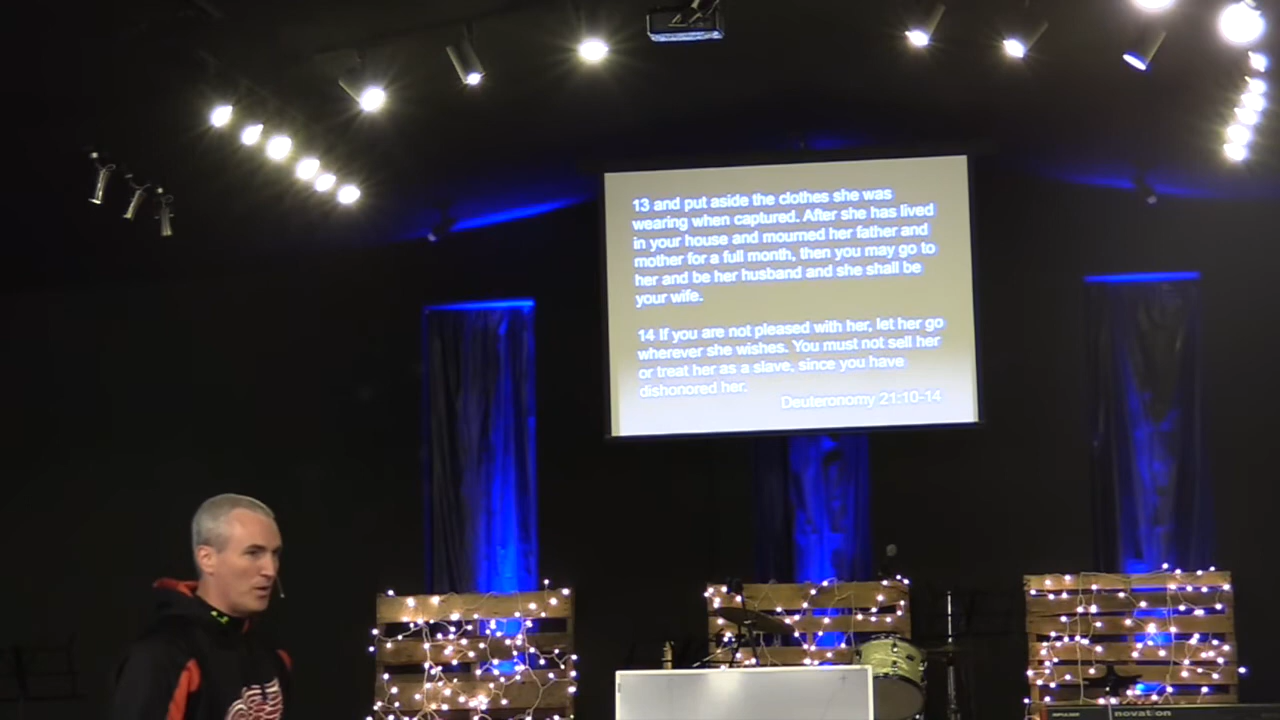 13 and put aside the clothes she was
wearing when captured. After she has lived
in your house and mourned her father and
mother for a full month, then you may go to
her and be her husband and she shall be
your wife.
14 If you are not pleased with her, let her go
wherever she wishes. You must not sell her
or treat her as a slave, since you have
dishonored her.
Deuteronomy 21:10-14
novation